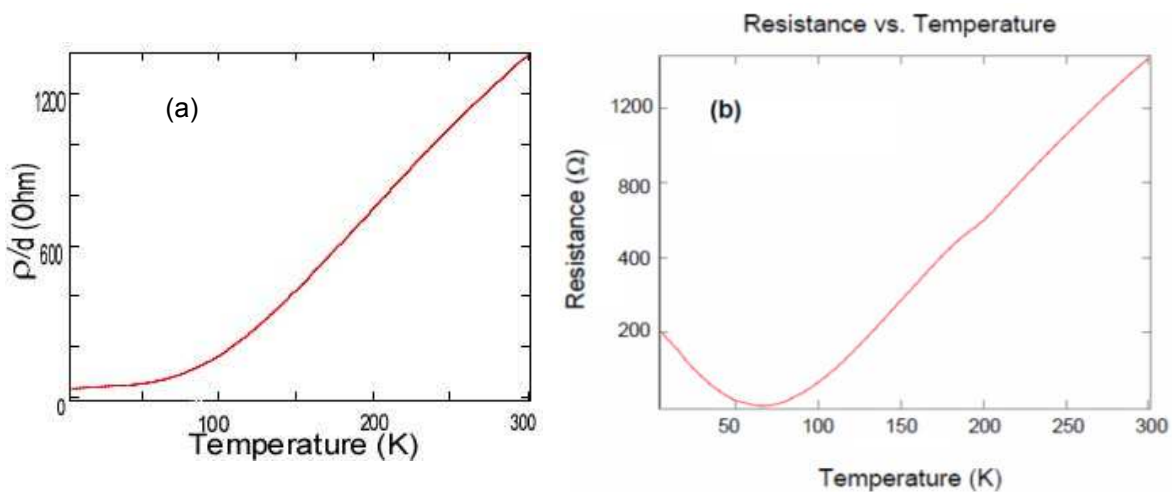 (a)
ρ/d (Ohm)
1200
600
0
100
200
300
Temperature (K)
Resistance vs. Temperature
(b)
Resistance (Ω)
1200
800
400
200
50
100
150
200
250
300
Temperature (K)